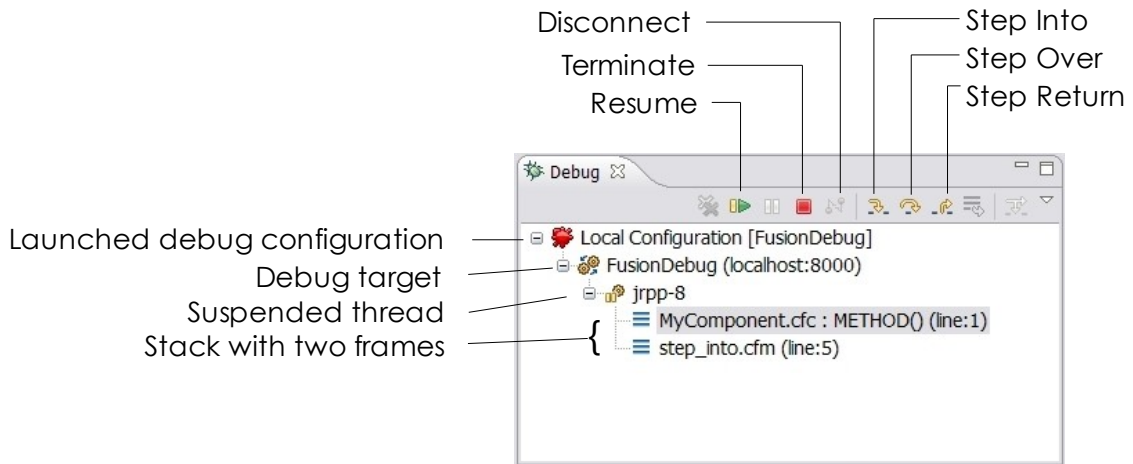 Disconnect
Step Into
Terminate
Step Over
Resume
Step Return
Debug
Launched debug configuration
Local Configuration [FusionDebug]
Debug target
FusionDebug (localhost:8000)
Suspended thread
jrpp-8
Stack with two frames
{
MyComponent.cfc : METHOD() (line:1)
step_into.cfm (line:5)